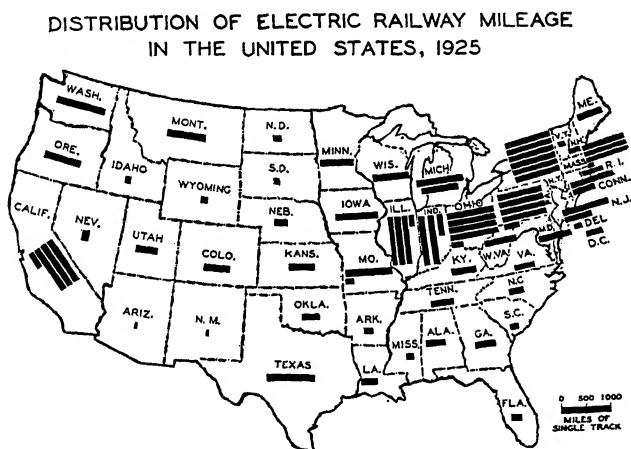 DISTRIBUTION OF ELECTRIC RAILWAY MILEAGE
IN THE UNITED STATES, 1925
WASH.
MONT.
N.D.
MINN.
ME.
ORE.
IDAHO
S.D.
WIS.
MICH
V.T.
N.H.
MASS.
R.I.
CONN.
WYOMING
N.Y.
N.J.
CALIF.
NEV.
UTAH
COLO.
NEB.
IOWA
ILL.
IND.
OHIO
M.D.
DEL
D.C.
KANS.
MO.
KY.
W.VA.
VA.
ARIZ.
N. M.
OKLA.
ARK.
TENN.
N.C
S.C.
TEXAS
LA.
MISS.
ALA.
GA.
FLA.
0 500 1000
MILES OF
SINGLE TRACK